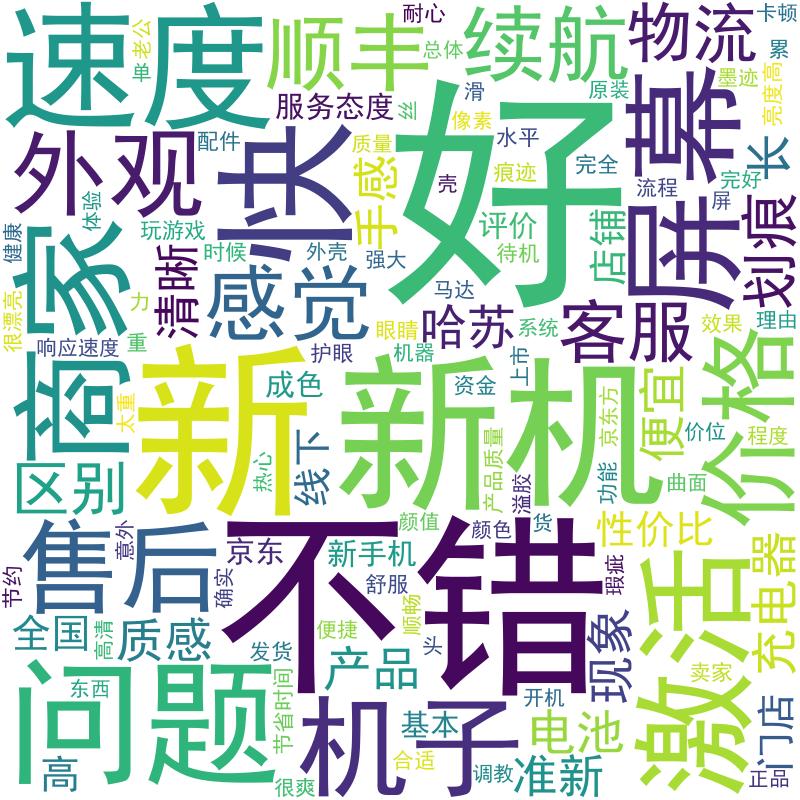 耐心
卡顿
速度
老公
单
顺丰
总体
续航
物流
累
墨迹
亮度高
原装
滑
丝
服务态度
像素
水平
外观
配件
快
质量
手感
好
痕迹
壳
完全
流程
屏幕
屏
完好
长
健康
体验
玩游戏
时候
外壳
强大
评价
待机
店铺
划痕
商家
很漂亮
力
清晰
感觉
马达
响应速度
重
护眼
眼睛
哈苏
系统
客服
效果
理由
机器
上市
太重
新
成色
新机
资金
京东方
便宜
价格
价位
程度
区别
热心
线下
产品质量
溢胶
功能
曲面
售后
意外
京东
不错
颜值
颜色
货
性价比
激活
充电器
新手机
节约
确实
舒服
顺畅
瑕疵
全国
高清
质感
发货
便捷
头
产品
现象
卖家
问题
东西
节省时间
机子
开机
基本
电池
门店
高
很爽
合适
调教
准新
正品